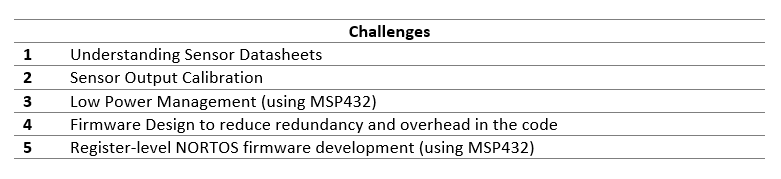 Challenges
1 Understanding Sensor Datasheets
2 Sensor Output Calibration
3 Low Power Management (using MSP432)
4 Firmware Design to reduce redundancy and overhead in the code
5 Register-level NORTOS firmware development (using MSP432)